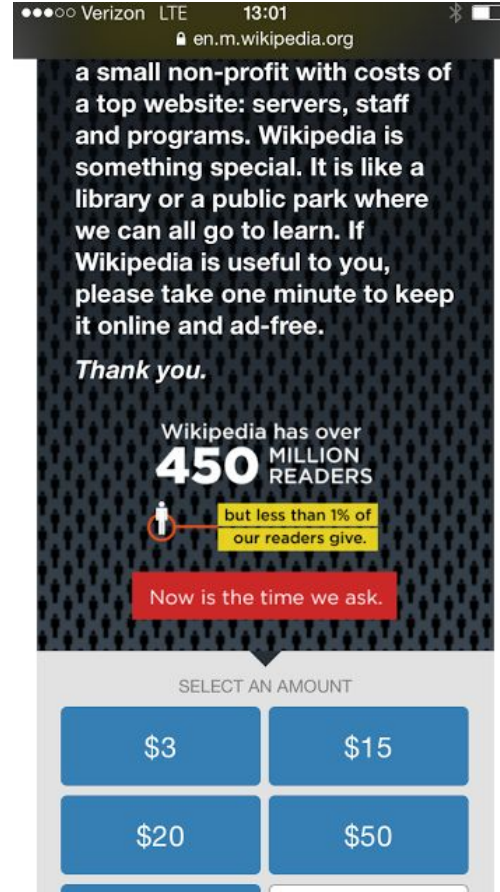 Verizon LTE 13:01
en.m.wikipedia.org
a small non-profit with costs of
a top website: servers, staff
and programs. Wikipedia is
something special. It is like a
library or a public park where
we can all go to learn. If
Wikipedia is useful to you,
please take one minute to keep
it online and ad-free.
Thank you.
Wikipedia has over
450 MILLION
READERS
but less than 1% of
our readers give.
Now is the time we ask.
SELECT AN AMOUNT
$3 $15
$20 $50